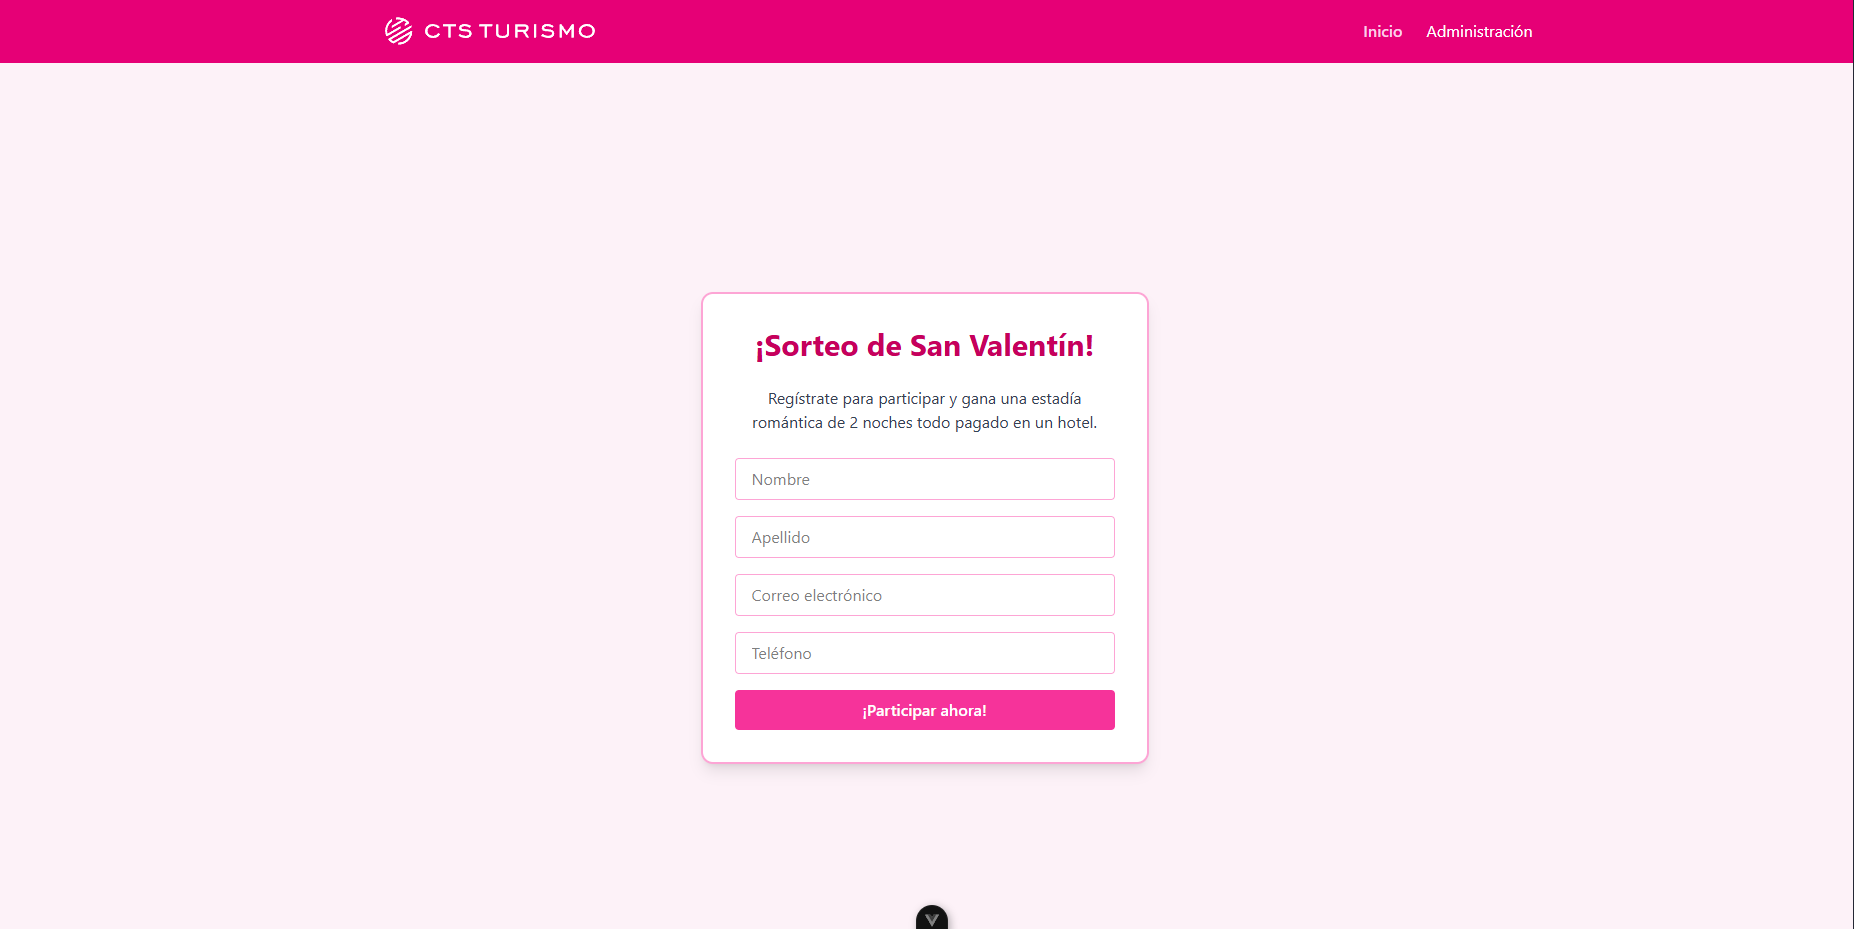 CTS TURISMO
Inicio
Administración
¡Sorteo de San Valentín!
Regístrate para participar y gana una estadía
romántica de 2 noches todo pagado en un hotel.
Nombre
Apellido
Correo electrónico
Teléfono
¡Participar ahora!